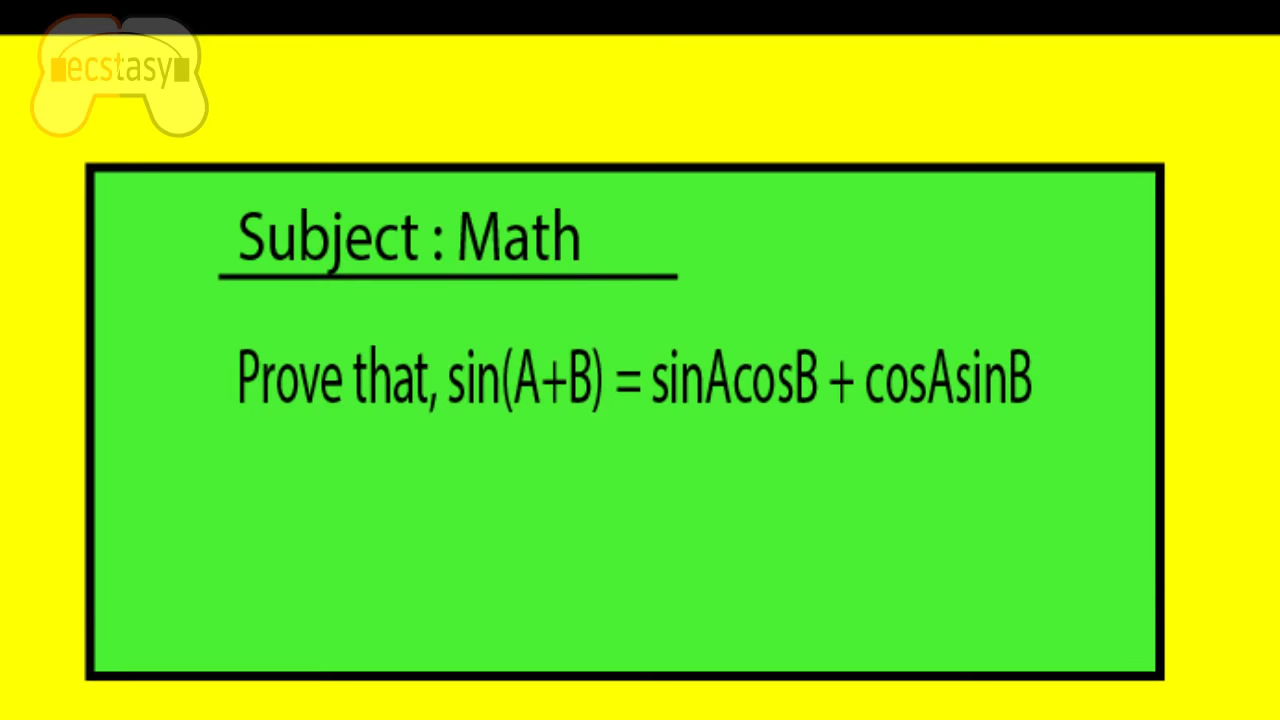 ecstasy
Subject : Math
Prove that, sin(A+B) = sinAcosB + cosAsinB